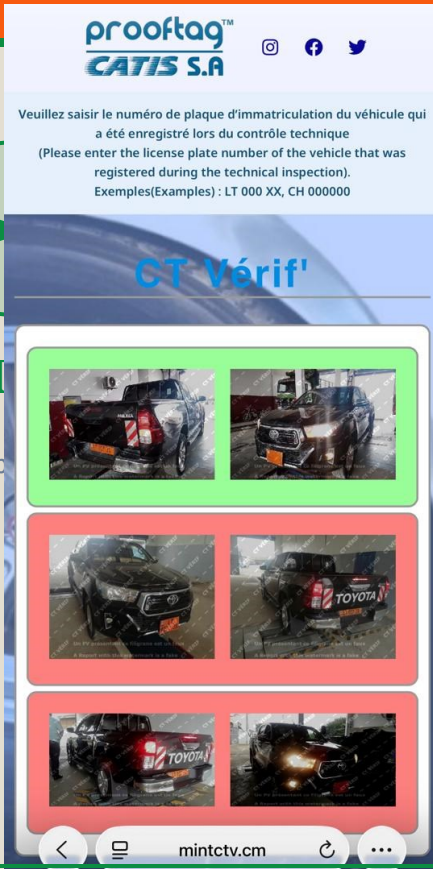 prooftag™
CATIS S.A
Veuillez saisir le numéro de plaque d'immatriculation du véhicule qui
a été enregistré lors du contrôle technique
(Please enter the license plate number of the vehicle that was
registered during the technical inspection).
Exemples(Examples) : LT 000 XX, CH 000000
CT Vérif'
TOYOTA
TOYOTA
mintctv.cm